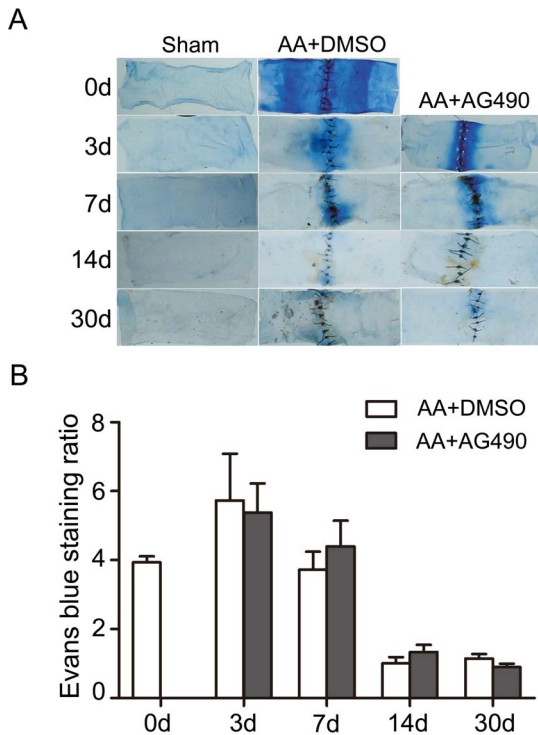 A
Sham AA+DMSO
0d
AA+AG490
3d
7d
14d
30d
B
8
AA+DMSO
AA+AG490
6
4
2
0
Evans blue staining ratio
0d 3d 7d 14d 30d